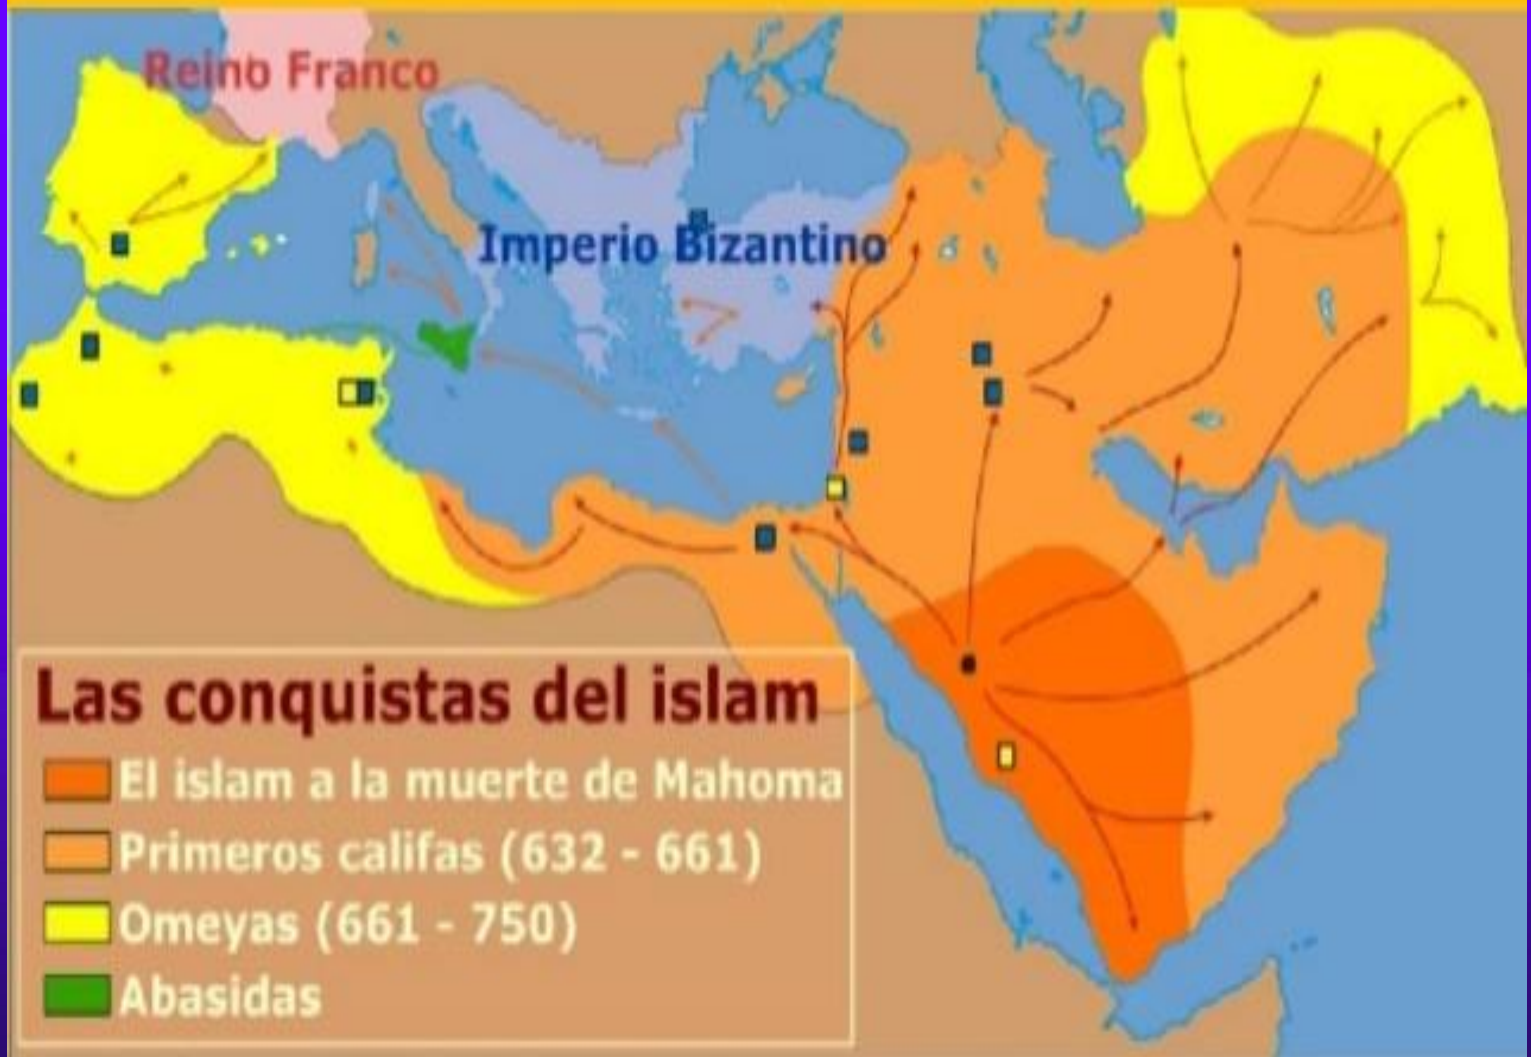 Reino Franco
Imperio Bizantino
Las conquistas del islam
El islam a la muerte de Mahoma
Primeros califas (632 - 661)
Omeyas (661 - 750)
Abasidas